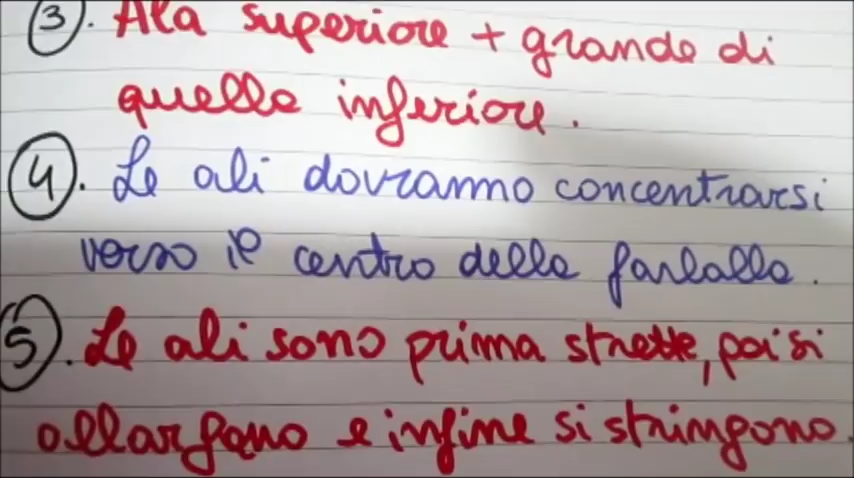 3. Ala superiore + grande di
quella inferiore.
4. Le ali dovranno concentrarsi
verso il centro della farfalla.
5. Le ali sono prima strette, poi si
allargano e infine si stringono.